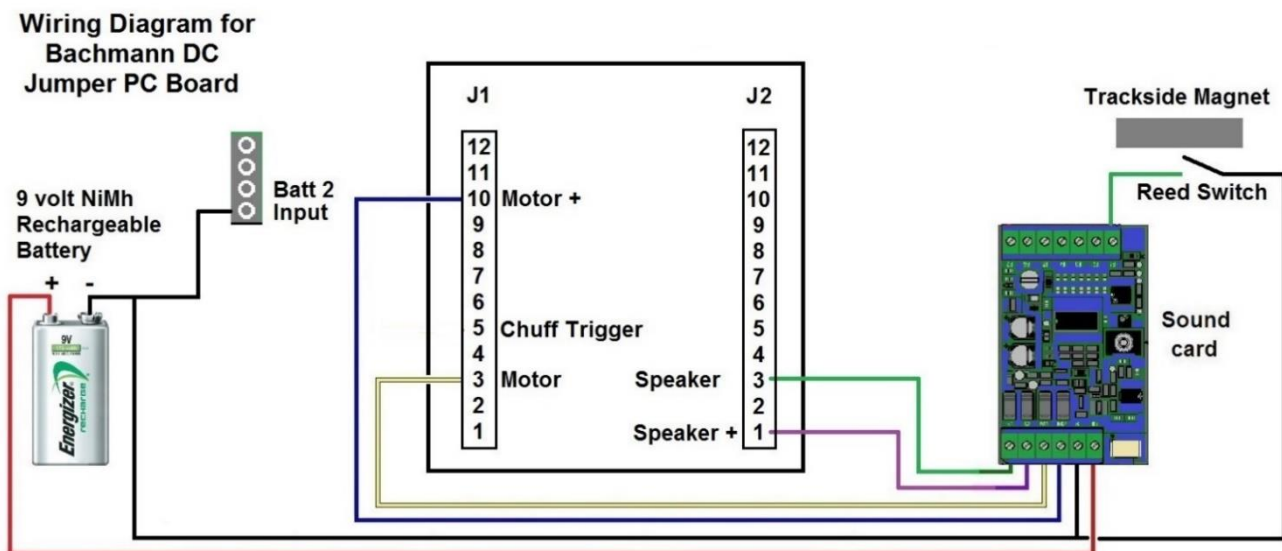 Wiring Diagram for
Bachmann DC
Jumper PC Board
J1
J2
Trackside Magnet
Reed Switch
9 volt NiMh
Rechargeable
Battery
+ -
Batt 2
Input
12
11
10 Motor +
9
8
7
6
5 Chuff Trigger
4
3 Motor
2
1
12
11
10
9
8
7
6
5
4
Speaker 3
2
Speaker + 1
Sound
card
9V
Energizer
recharge